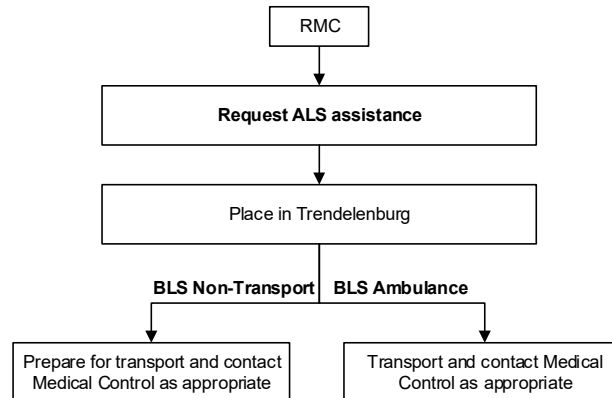 RMC
Request ALS assistance
Place in Trendelenburg
BLS Non-Transport
BLS Ambulance
Prepare for transport and contact
Medical Control as appropriate
Transport and contact Medical
Control as appropriate